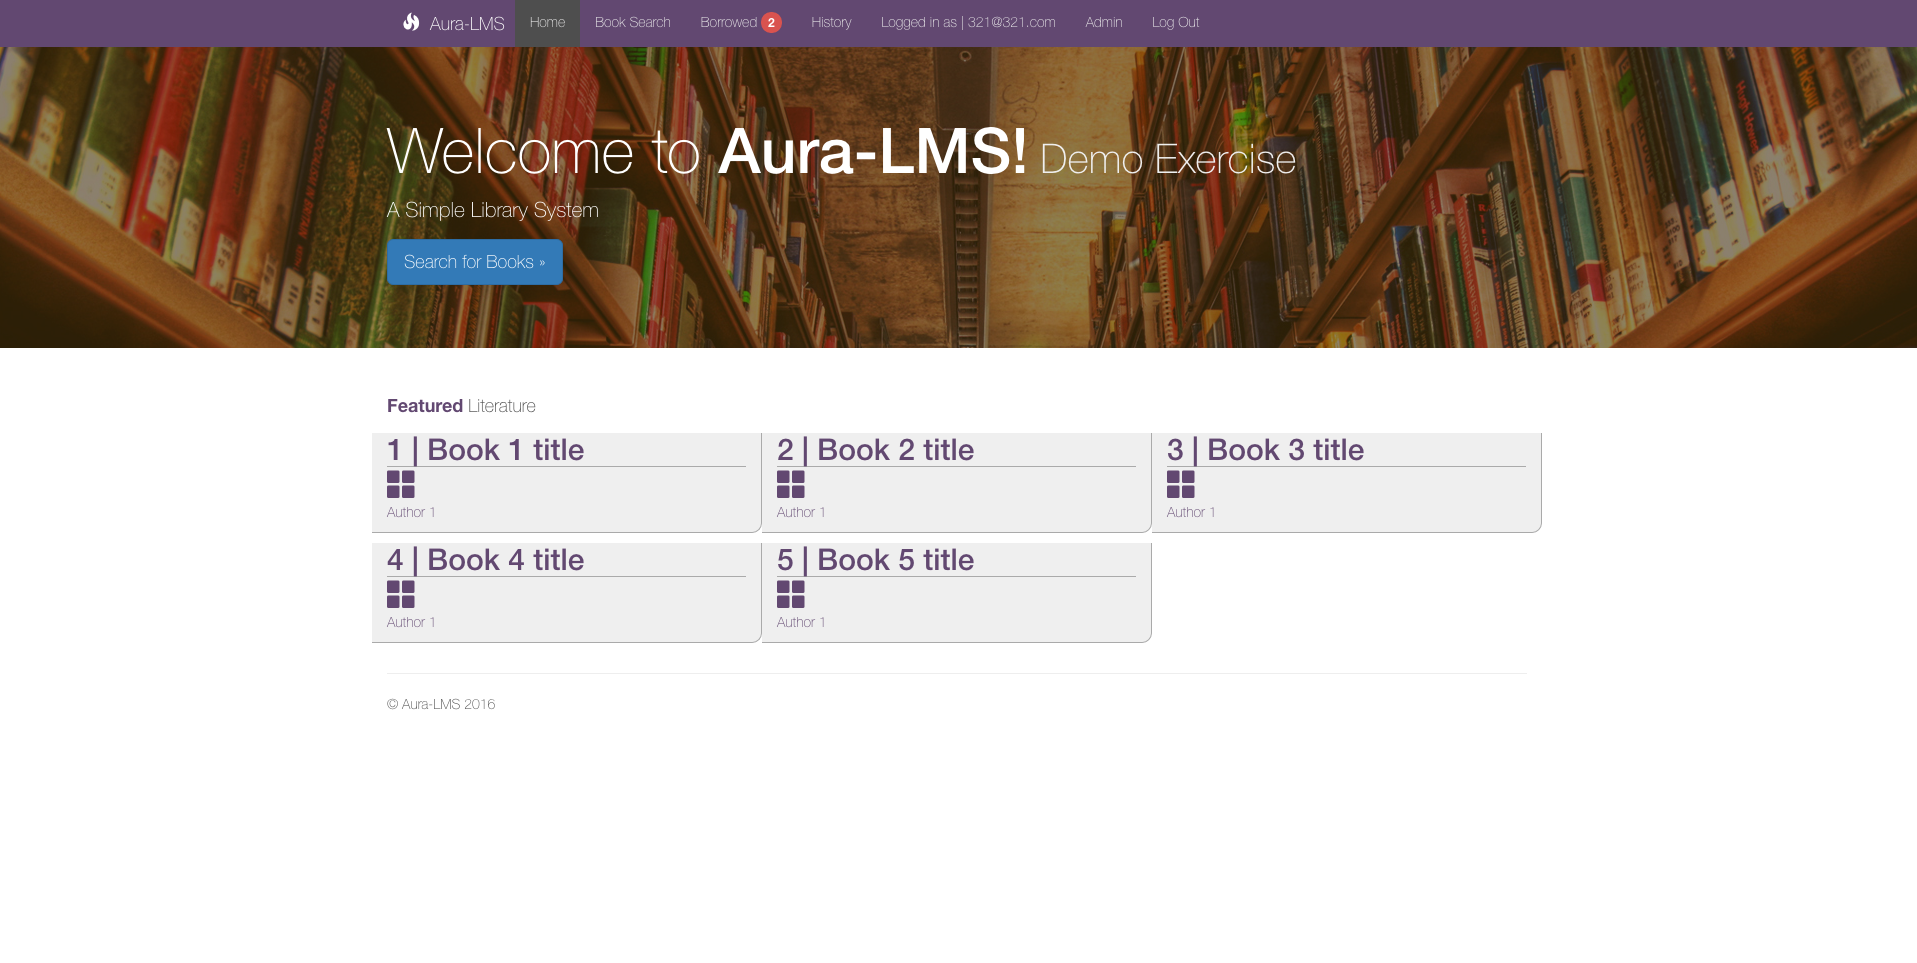 Aura-LMS Home Book Search Borrowed 2 History Logged in as | 321@321.com Admin Log Out
Welcome to Aura-LMS! Demo Exercise
A Simple Library System
Search for Books »
Featured Literature
1 | Book 1 title
Author 1
2 | Book 2 title
Author 1
3 | Book 3 title
Author 1
4 | Book 4 title
Author 1
5 | Book 5 title
Author 1
© Aura-LMS 2016